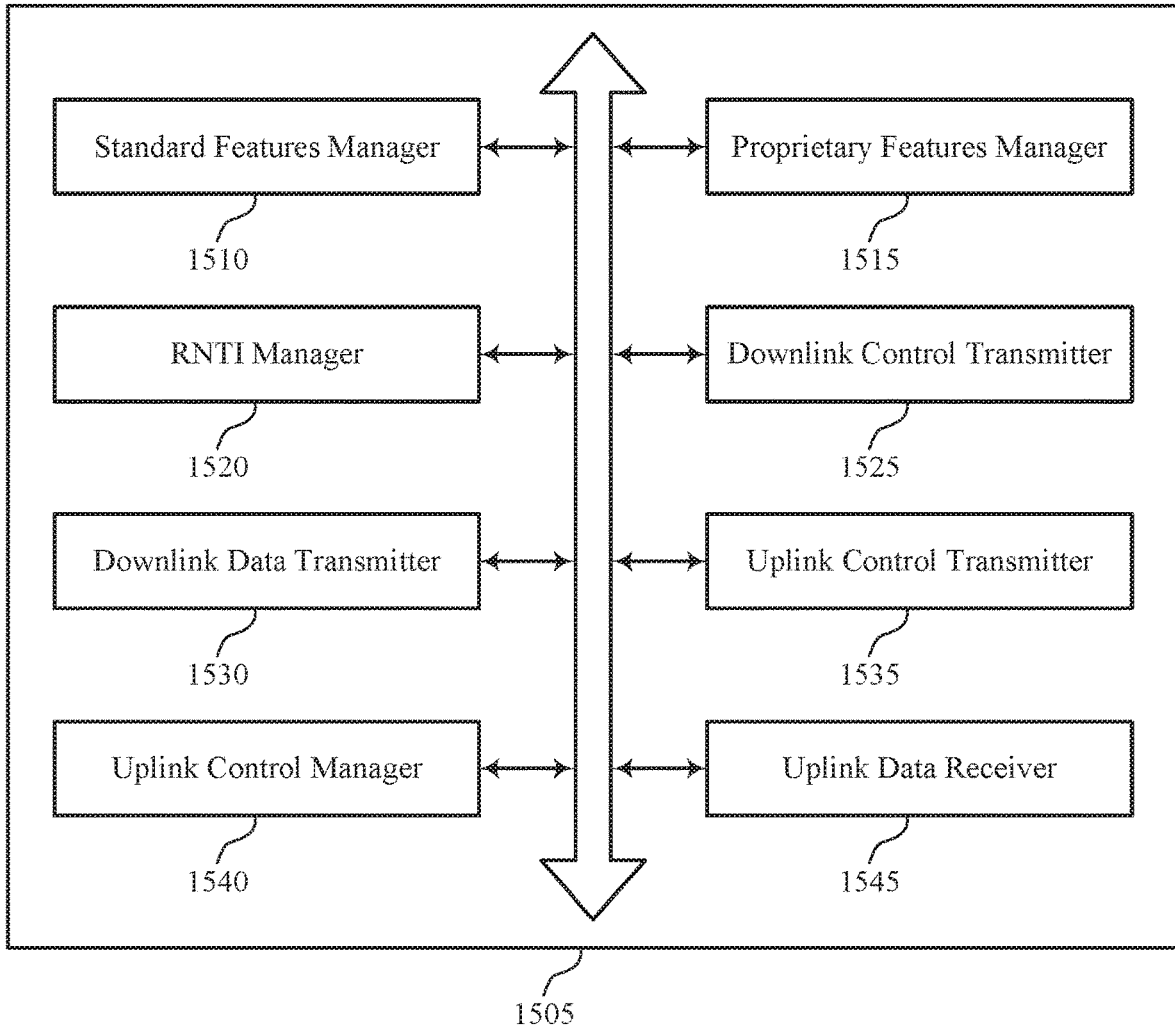 Standard Features Manager
Proprietary Features Manager
1510
1515
RNTI Manager
Downlink Control Transmitter
1520
1525
Downlink Data Transmitter
Uplink Control Transmitter
1530
1535
Uplink Control Manager
Uplink Data Receiver
1540
1545
1505